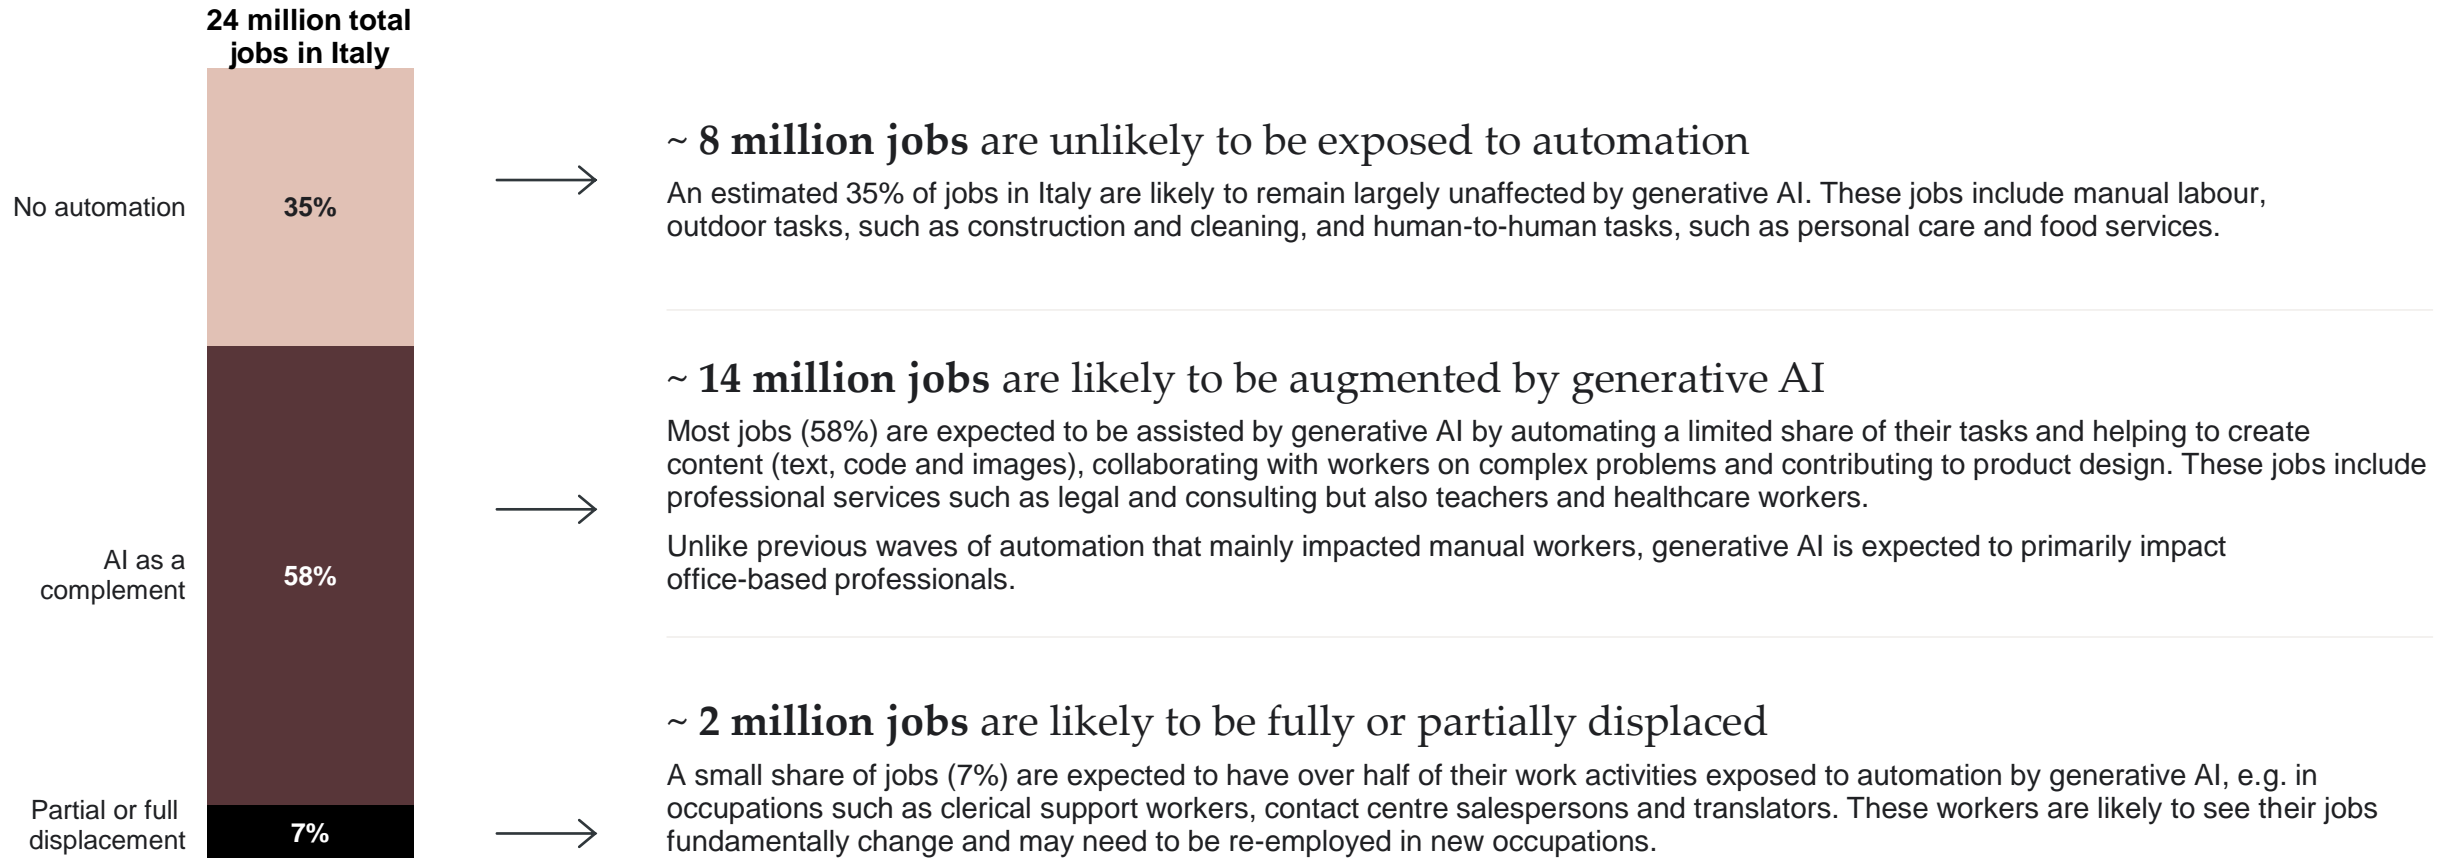 24 million total
jobs in Italy
No automation
35%
~ 8 million jobs are unlikely to be exposed to automation
An estimated 35% of jobs in Italy are likely to remain largely unaffected by generative AI. These jobs include manual labour,
outdoor tasks, such as construction and cleaning, and human-to-human tasks, such as personal care and food services.
AI as a
complement
58%
~ 14 million jobs are likely to be augmented by generative AI
Most jobs (58%) are expected to be assisted by generative AI by automating a limited share of their tasks and helping to create
content (text, code and images), collaborating with workers on complex problems and contributing to product design. These jobs include
professional services such as legal and consulting but also teachers and healthcare workers.
Unlike previous waves of automation that mainly impacted manual workers, generative AI is expected to primarily impact
office-based professionals.
Partial or full
displacement
7%
~ 2 million jobs are likely to be fully or partially displaced
A small share of jobs (7%) are expected to have over half of their work activities exposed to automation by generative AI, e.g. in
occupations such as clerical support workers, contact centre salespersons and translators. These workers are likely to see their jobs
fundamentally change and may need to be re-employed in new occupations.